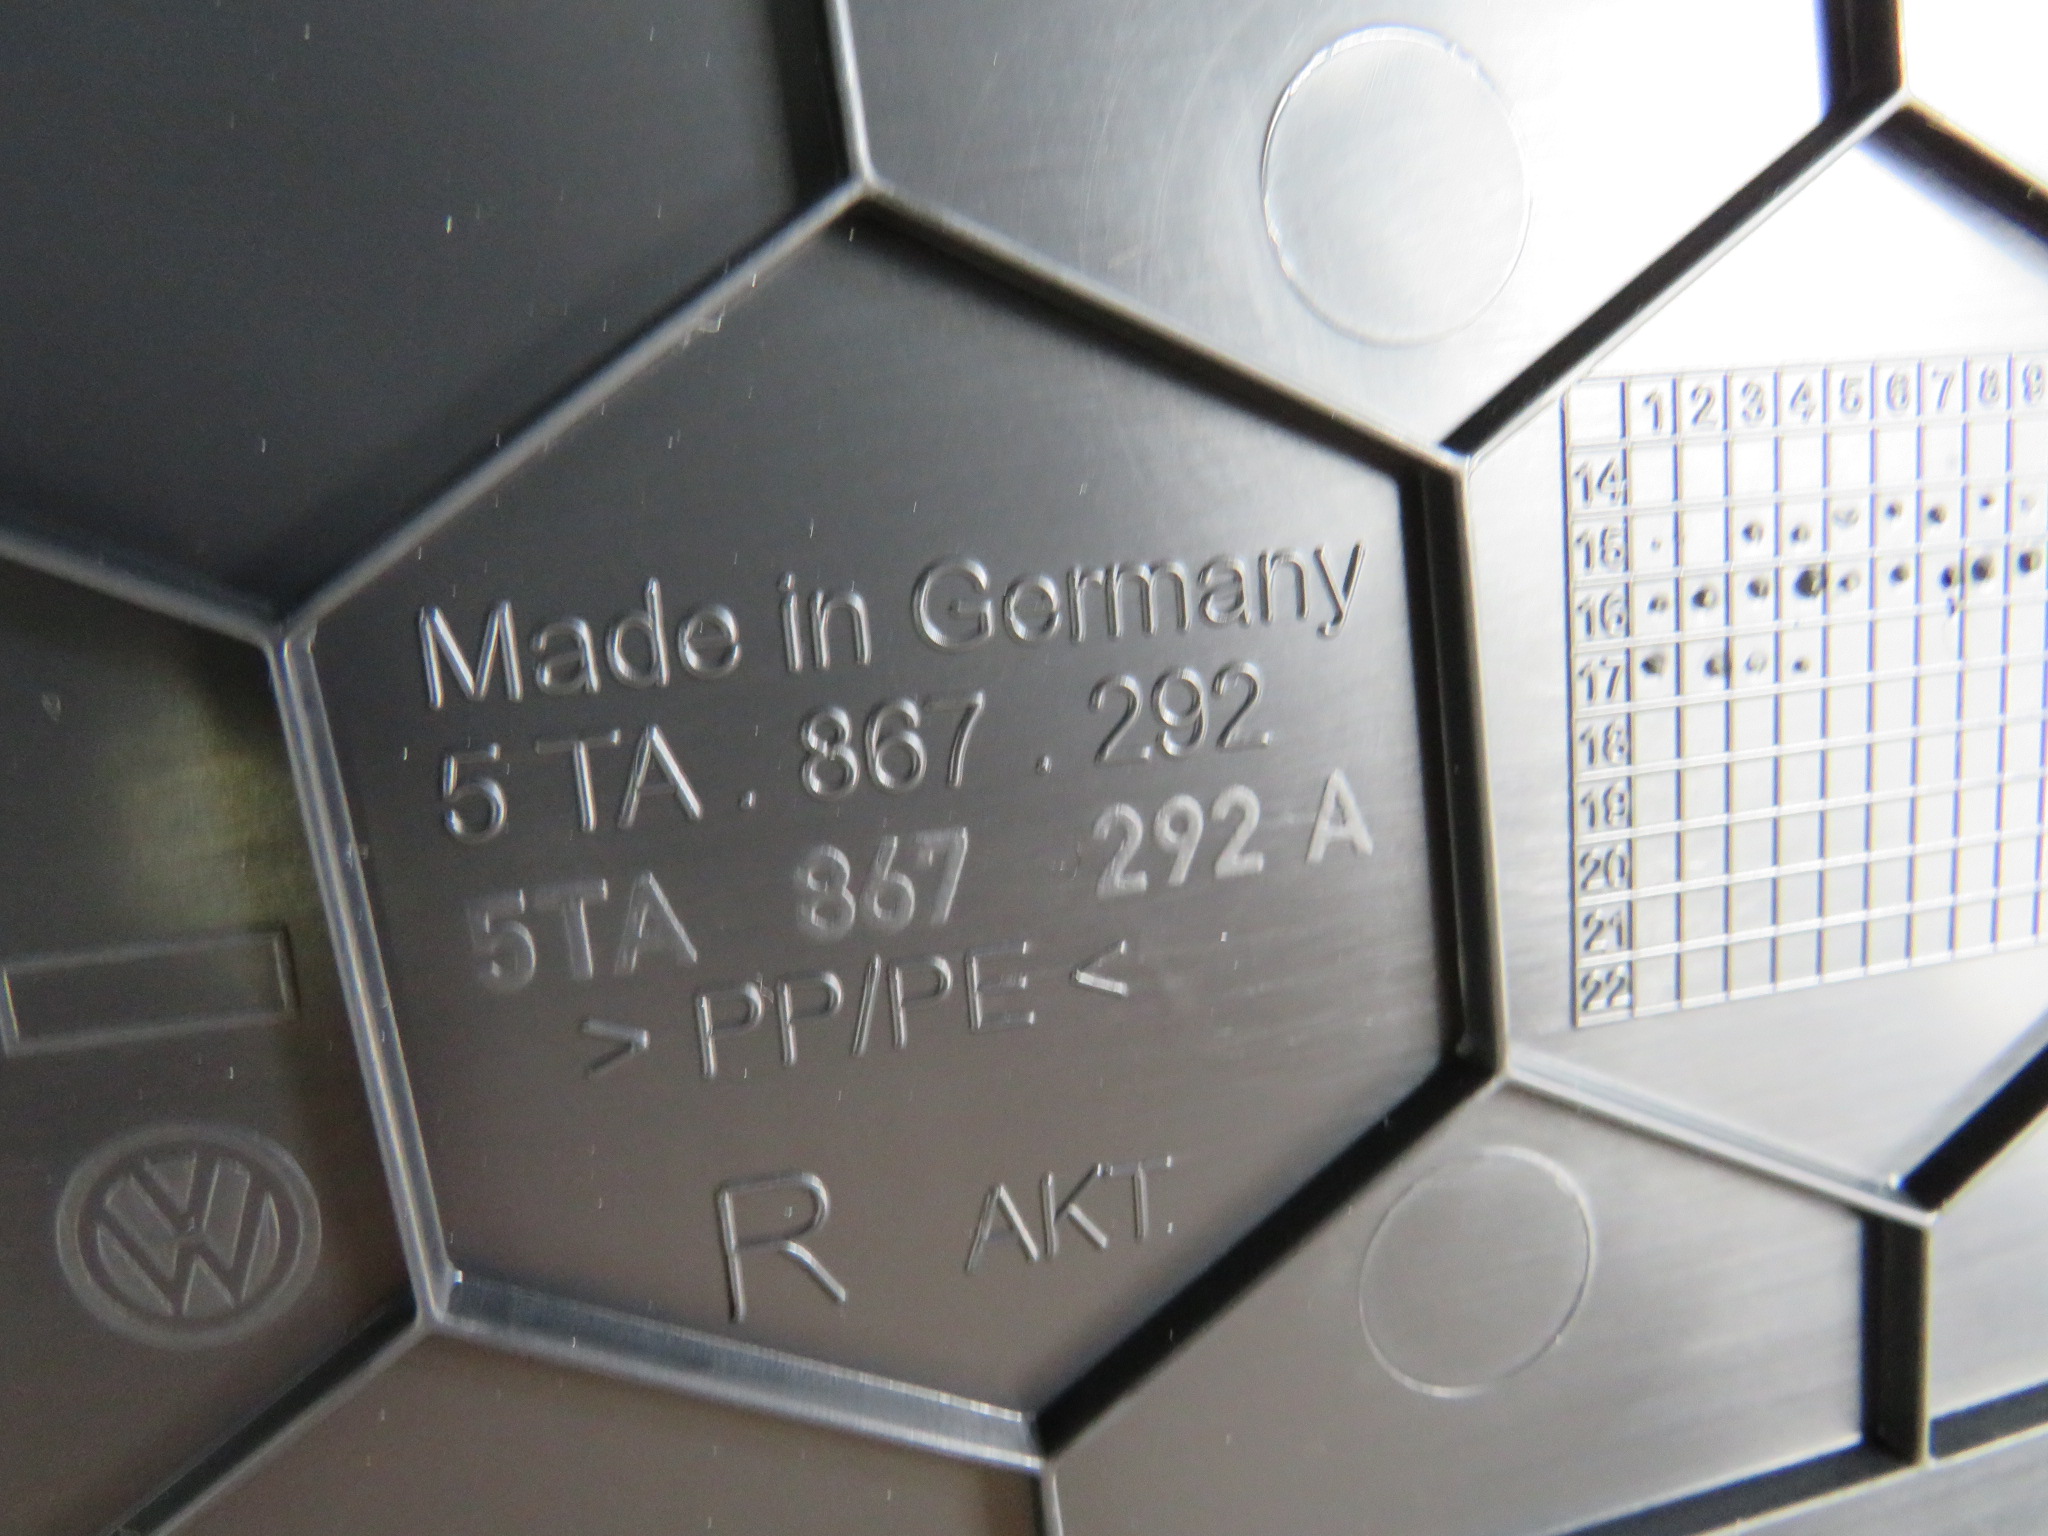 Made in Germany
5TA . 867 . 292
5TA 867 292 A
> PP/PE <
R AKT.
1 2 3 4 5 6 7 8 9
14
15
16
17
18
19
20
21
22